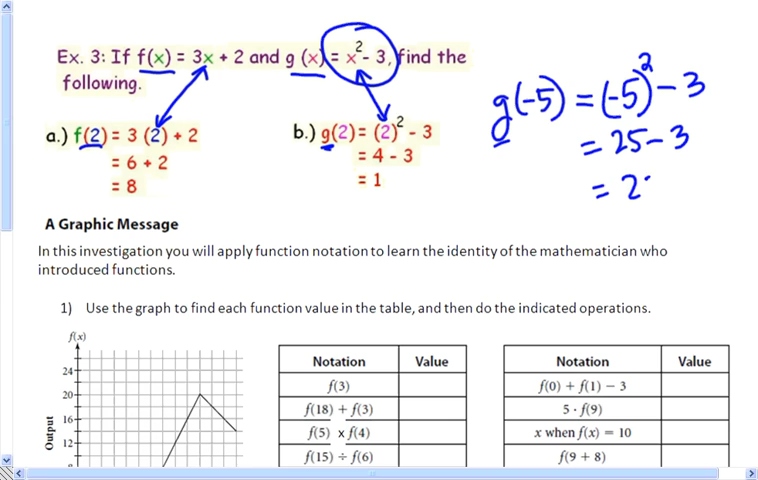 Ex. 3: If f(x) = 3x + 2 and g (x) = x² - 3, find the
following.
a.) f(2) = 3 (2) + 2
= 6 + 2
= 8
b.) g(2) = (2)² - 3
= 4 - 3
= 1
g(-5) = (-5)² - 3
= 25 - 3
= 2
A Graphic Message
In this investigation you will apply function notation to learn the identity of the mathematician who
introduced functions.
1) Use the graph to find each function value in the table, and then do the indicated operations.
f(x)
24
20
16
12
Output
Notation Value
f(3)
f(18) + f(3)
f(5) x f(4)
f(15) ÷ f(6)
Notation Value
f(0) + f(1) − 3
5 · f(9)
x when f(x) = 10
f(9 + 8)